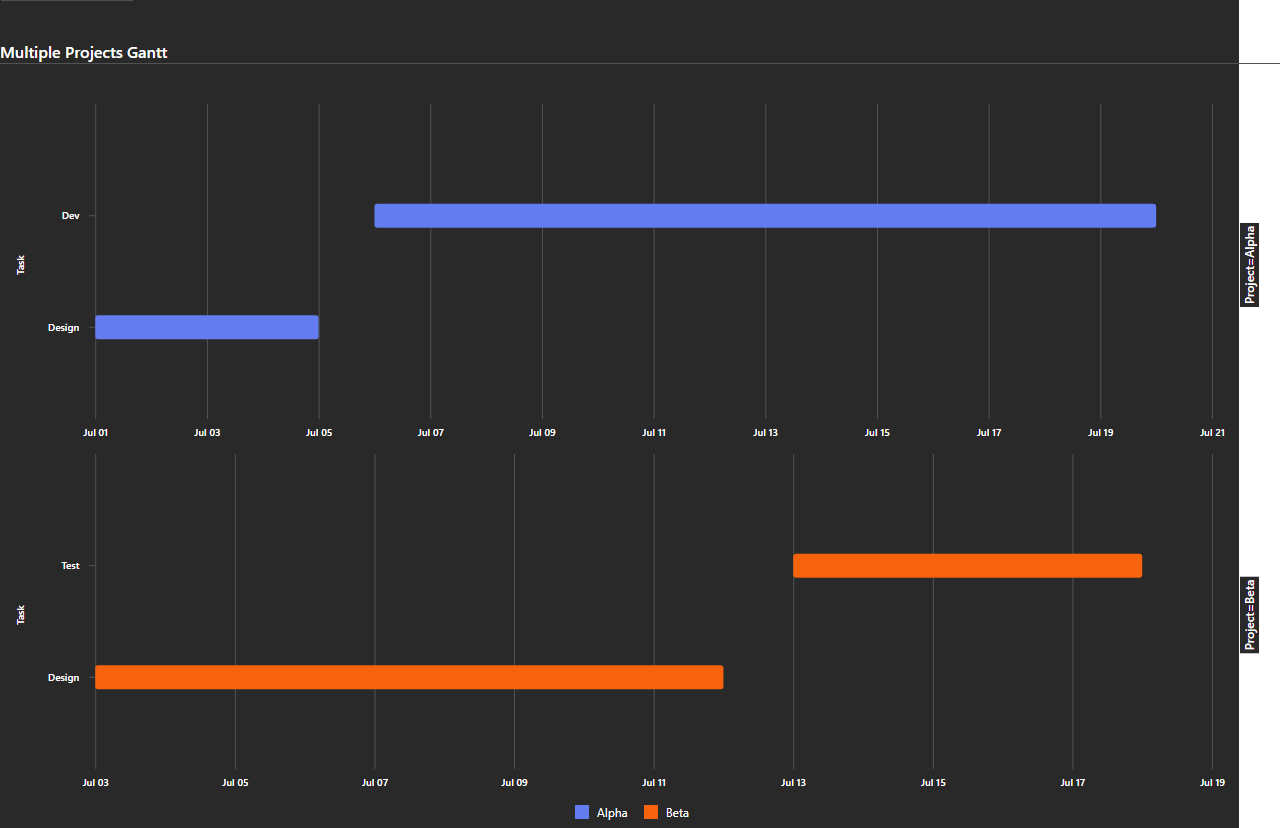 Multiple Projects Gantt
Dev
Task
Design
Project=Alpha
Jul 01 Jul 03 Jul 05 Jul 07 Jul 09 Jul 11 Jul 13 Jul 15 Jul 17 Jul 19 Jul 21
Test
Task
Design
Project=Beta
Jul 03 Jul 05 Jul 07 Jul 09 Jul 11 Jul 13 Jul 15 Jul 17 Jul 19
Alpha Beta